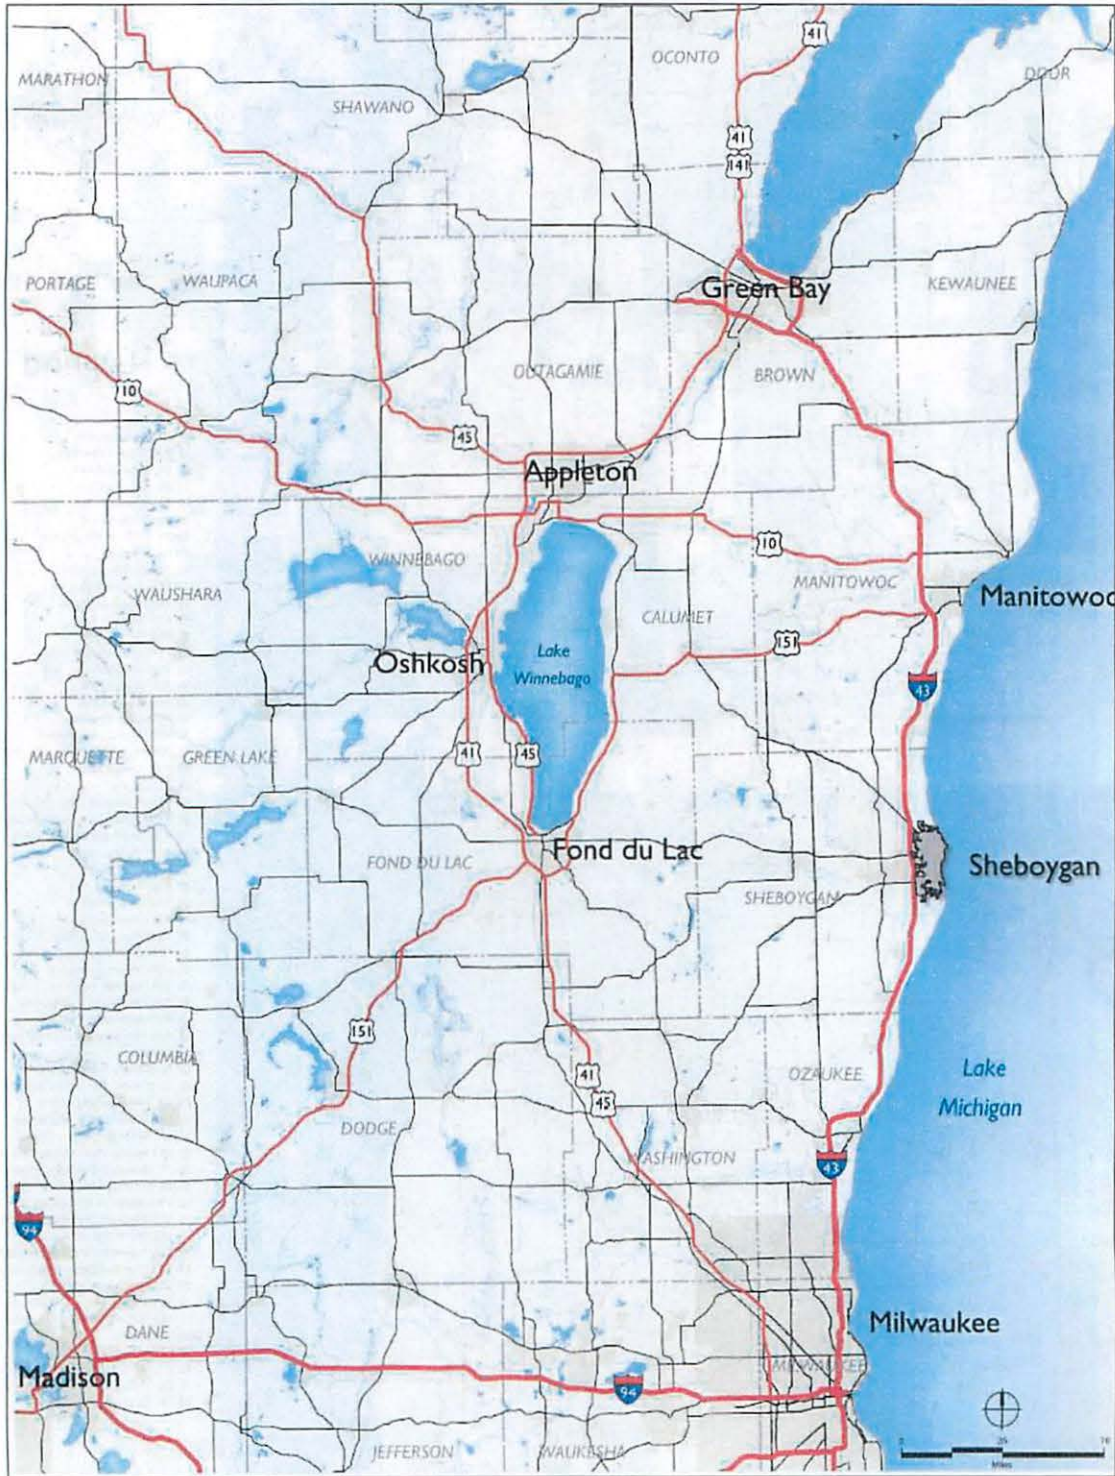 41
OCONTO
DOOR
MARATHON
SHAWANO
41
141
PORTAGE
WAUPACA
Green Bay
KEWAUNEE
OUTAGAMIE
BROWN
10
45
Appleton
10
WINNEBAGO
MANITOWOC
WAUSHARA
Manitowoc
CALUMET
151
Oshkosh
Lake
Winnebago
43
MARQUETTE
GREEN LAKE
41
45
Fond du Lac
FOND DU LAC
Sheboygan
SHEBOYGAN
151
COLUMBIA
41
OZAUKEE
Lake
Michigan
45
DODGE
WASHINGTON
43
94
DANE
Milwaukee
MILWAUKEE
Madison
94
JEFFERSON
WAUKESHA
Miles